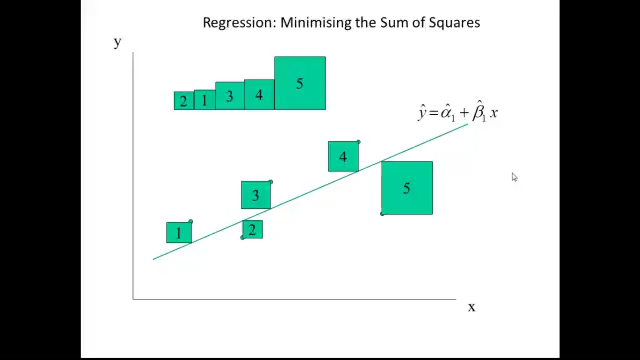 Regression: Minimising the Sum of Squares
y
2 1 3 4 5
ŷ = α̂₁ + β̂₁ x
4
3
5
1
2
x